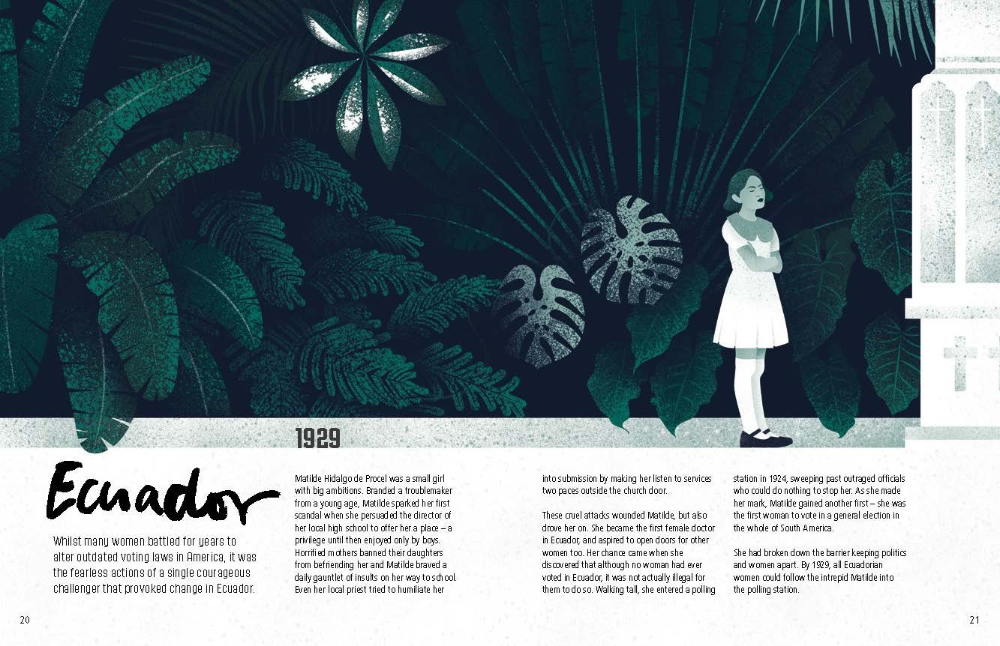 1929
Ecuador
Whilst many women battled for years to
alter outdated voting laws in America, it was
the fearless actions of a single courageous
challenger that provoked change in Ecuador.
Matilde Hidalgo de Procel was a small girl
with big ambitions. Branded a troublemaker
from a young age, Matilde sparked her first
scandal when she persuaded the director of
her local high school to offer her a place – a
privilege until then enjoyed only by boys.
Horrified mothers banned their daughters
from befriending her and Matilde braved a
daily gauntlet of insults on her way to school.
Even her local priest tried to humiliate her
into submission by making her listen to services
two paces outside the church door.
These cruel attacks wounded Matilde, but also
drove her on. She became the first female doctor
in Ecuador, and aspired to open doors for other
women too. Her chance came when she
discovered that although no woman had ever
voted in Ecuador, it was not actually illegal for
them to do so. Walking tall, she entered a polling
station in 1924, sweeping past outraged officials
who could do nothing to stop her. As she made
her mark, Matilde gained another first – she was
the first woman to vote in a general election in
the whole of South America.
She had broken down the barrier keeping politics
and women apart. By 1929, all Ecuadorian
women could follow the intrepid Matilde into
the polling station.
20
21